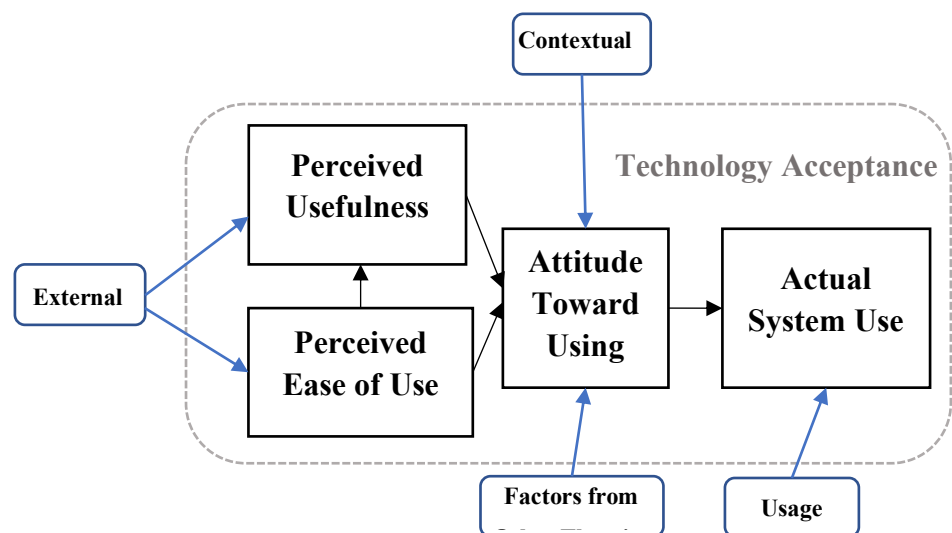 Contextual
Technology Acceptance
Perceived
Usefulness
External
Perceived
Ease of Use
Attitude
Toward
Using
Actual
System Use
Factors from
Usage